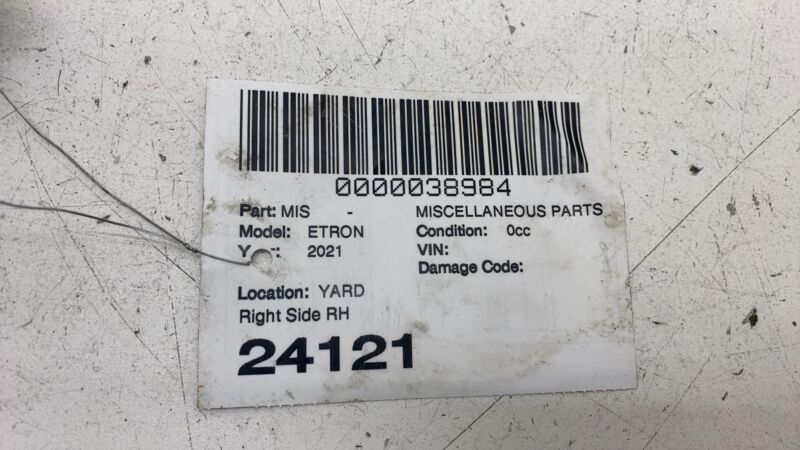 0000038984
Part: MIS - MISCELLANEOUS PARTS
Model: ETRON Condition: 0cc
2021 VIN:
Damage Code:
Location: YARD
Right Side RH
24121